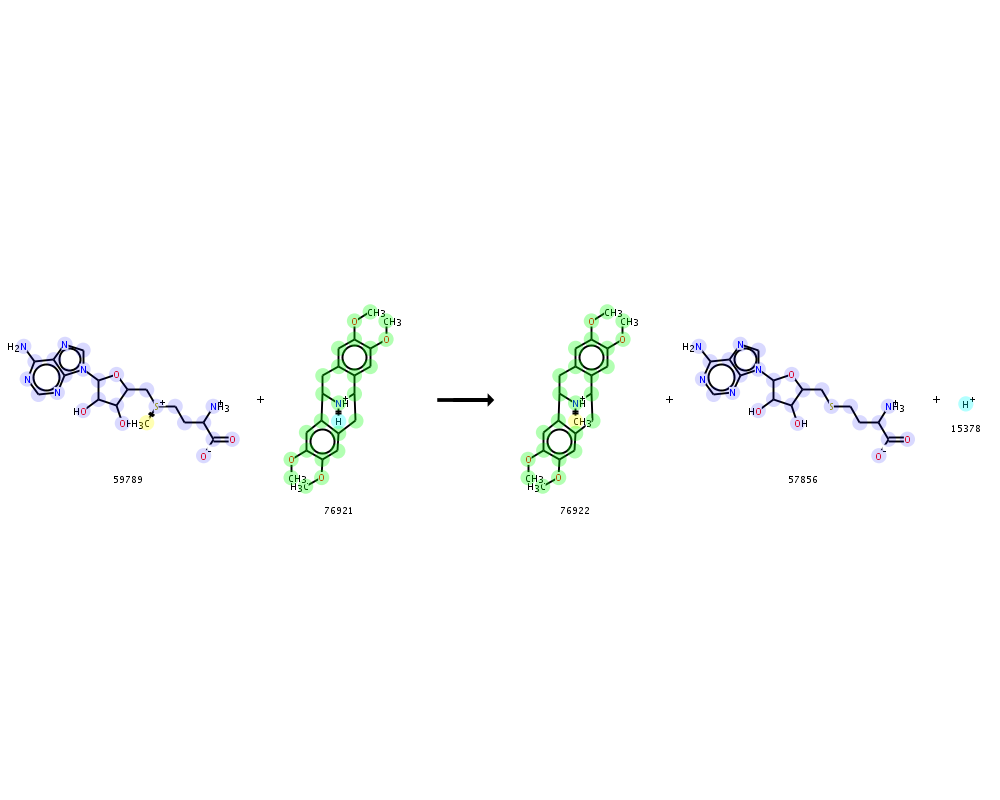 H2N N N N N N O HO OH H3C S+ NH3+ O O-
59789
+
CH3 CH3 O O NH+ H O O CH3 H3C
76921
CH3 CH3 O O NH+ CH3 O O CH3 H3C
76922
+
H2N N N N N N O HO OH S NH3+ O O-
57856
+
H+
15378